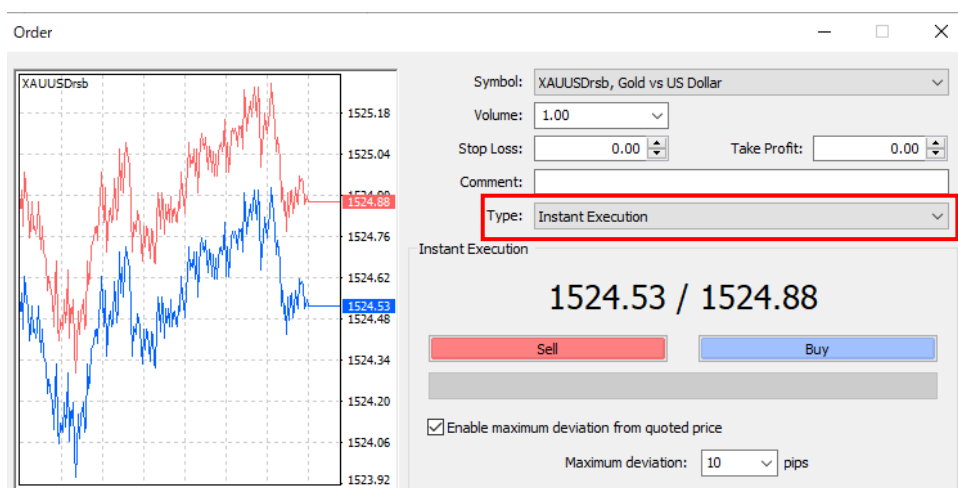 Order
XAUUSDrsb
1525.18
1525.04
1524.88
1524.76
1524.62
1524.53
1524.48
1524.34
1524.20
1524.06
1523.92
Symbol: XAUUSDrsb, Gold vs US Dollar
Volume: 1.00
Stop Loss: 0.00 Take Profit: 0.00
Comment:
Type: Instant Execution
Instant Execution
1524.53 / 1524.88
Sell Buy
Enable maximum deviation from quoted price
Maximum deviation: 10 pips